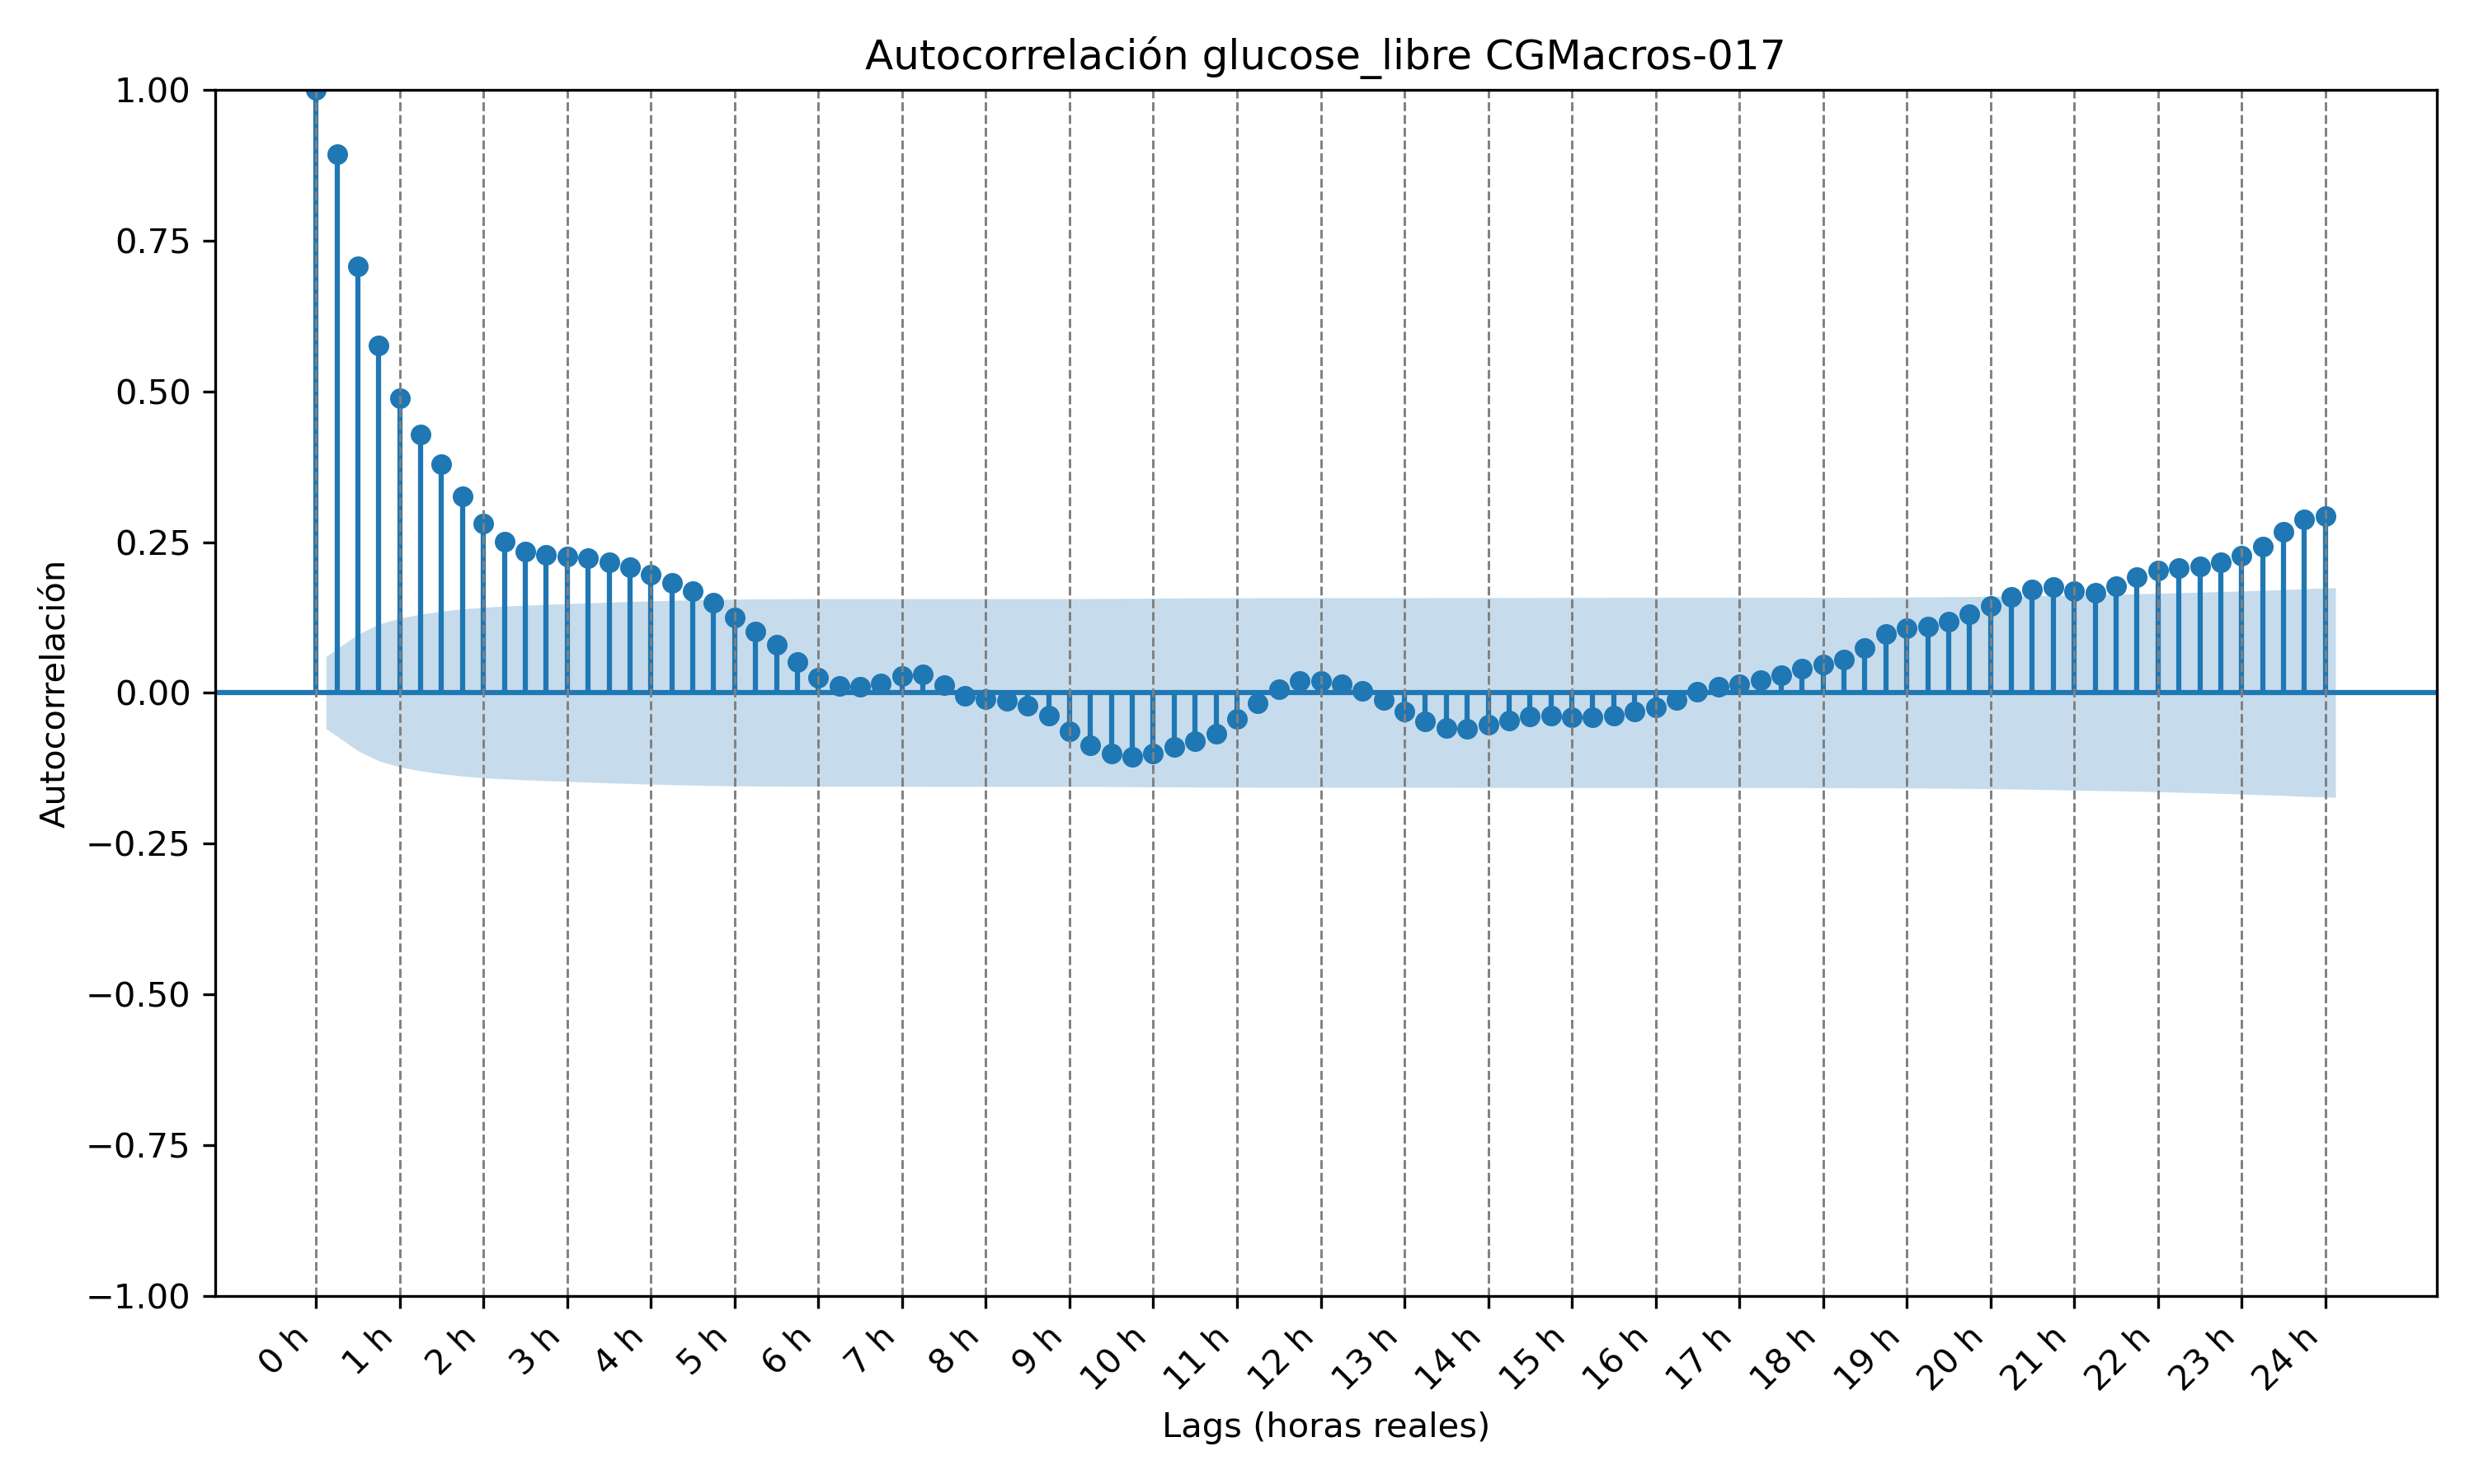 Autocorrelación glucose_libre CGMacros-017
1.00
0.75
0.50
0.25
0.00
−0.25
−0.50
−0.75
−1.00
Autocorrelación
0 h
1 h
2 h
3 h
4 h
5 h
6 h
7 h
8 h
9 h
10 h
11 h
12 h
13 h
14 h
15 h
16 h
17 h
18 h
19 h
20 h
21 h
22 h
23 h
24 h
Lags (horas reales)